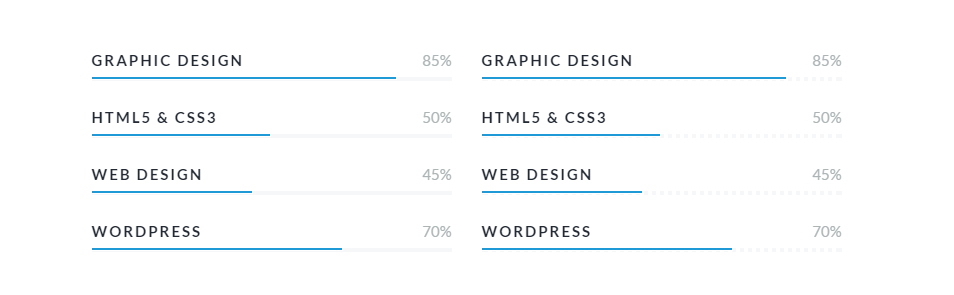 GRAPHIC DESIGN 85% GRAPHIC DESIGN 85%
HTML5 & CSS3 50% HTML5 & CSS3 50%
WEB DESIGN 45% WEB DESIGN 45%
WORDPRESS 70% WORDPRESS 70%